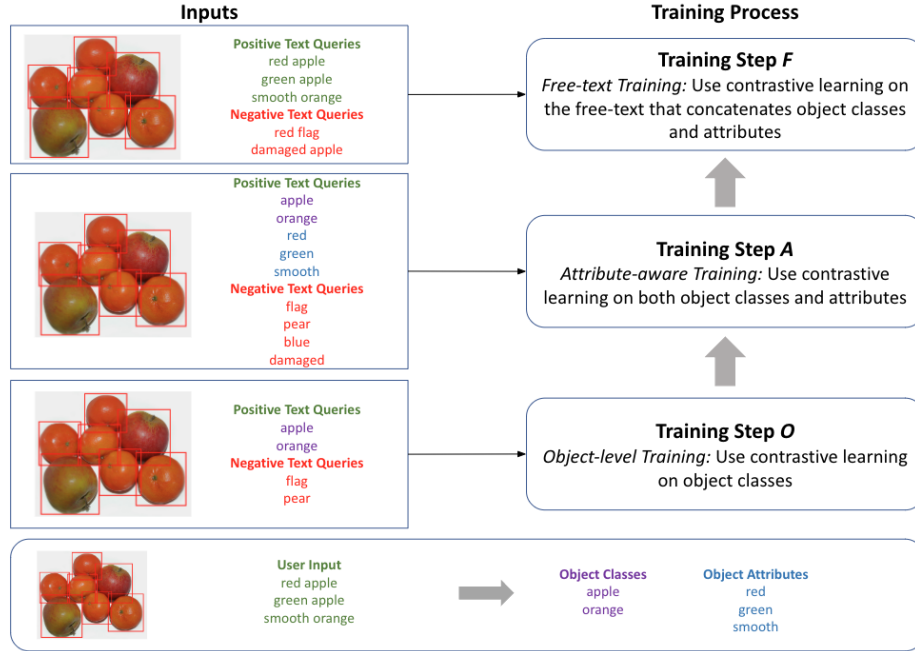 Inputs
Training Process
Positive Text Queries
red apple
green apple
smooth orange
Negative Text Queries
red flag
damaged apple
Training Step F
Free-text Training: Use contrastive learning on
the free-text that concatenates object classes
and attributes
Positive Text Queries
apple
orange
red
green
smooth
Negative Text Queries
flag
pear
blue
damaged
Training Step A
Attribute-aware Training: Use contrastive
learning on both object classes and attributes
Positive Text Queries
apple
orange
Negative Text Queries
flag
pear
Training Step O
Object-level Training: Use contrastive learning
on object classes
User Input
red apple
green apple
smooth orange
Object Classes
apple
orange
Object Attributes
red
green
smooth